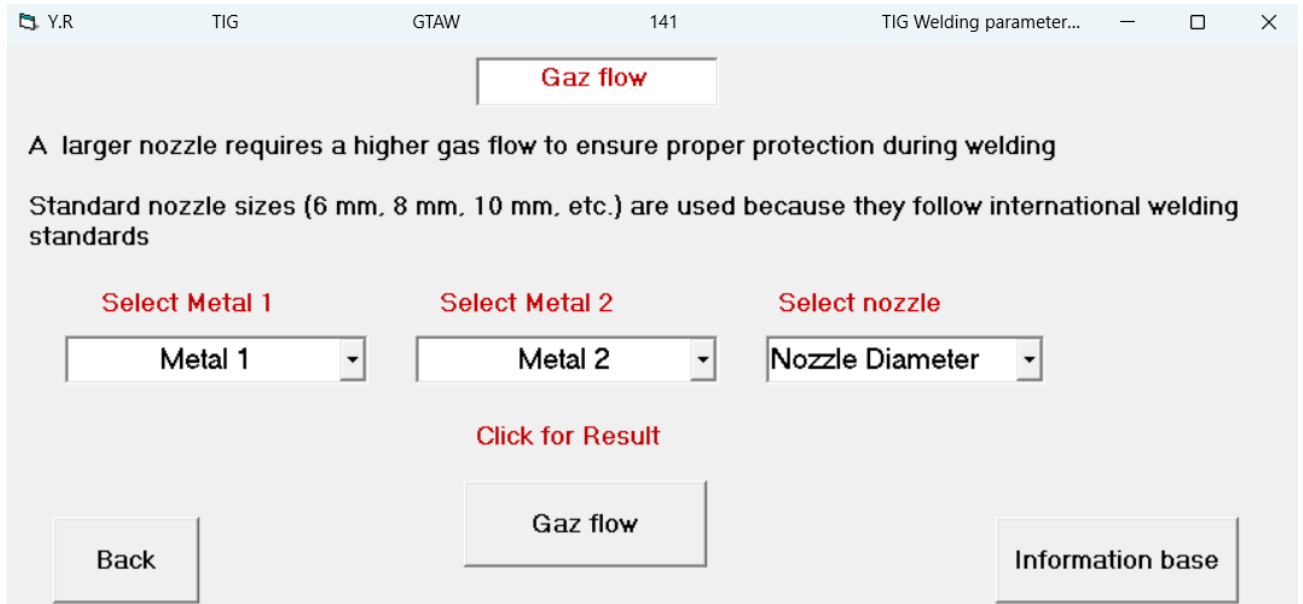 Y.R TIG GTAW 141 TIG Welding parameter...
Gaz flow
A larger nozzle requires a higher gas flow to ensure proper protection during welding
Standard nozzle sizes (6 mm, 8 mm, 10 mm, etc.) are used because they follow international welding
standards
Select Metal 1 Select Metal 2 Select nozzle
Metal 1 Metal 2 Nozzle Diameter
Click for Result
Gaz flow
Back Information base